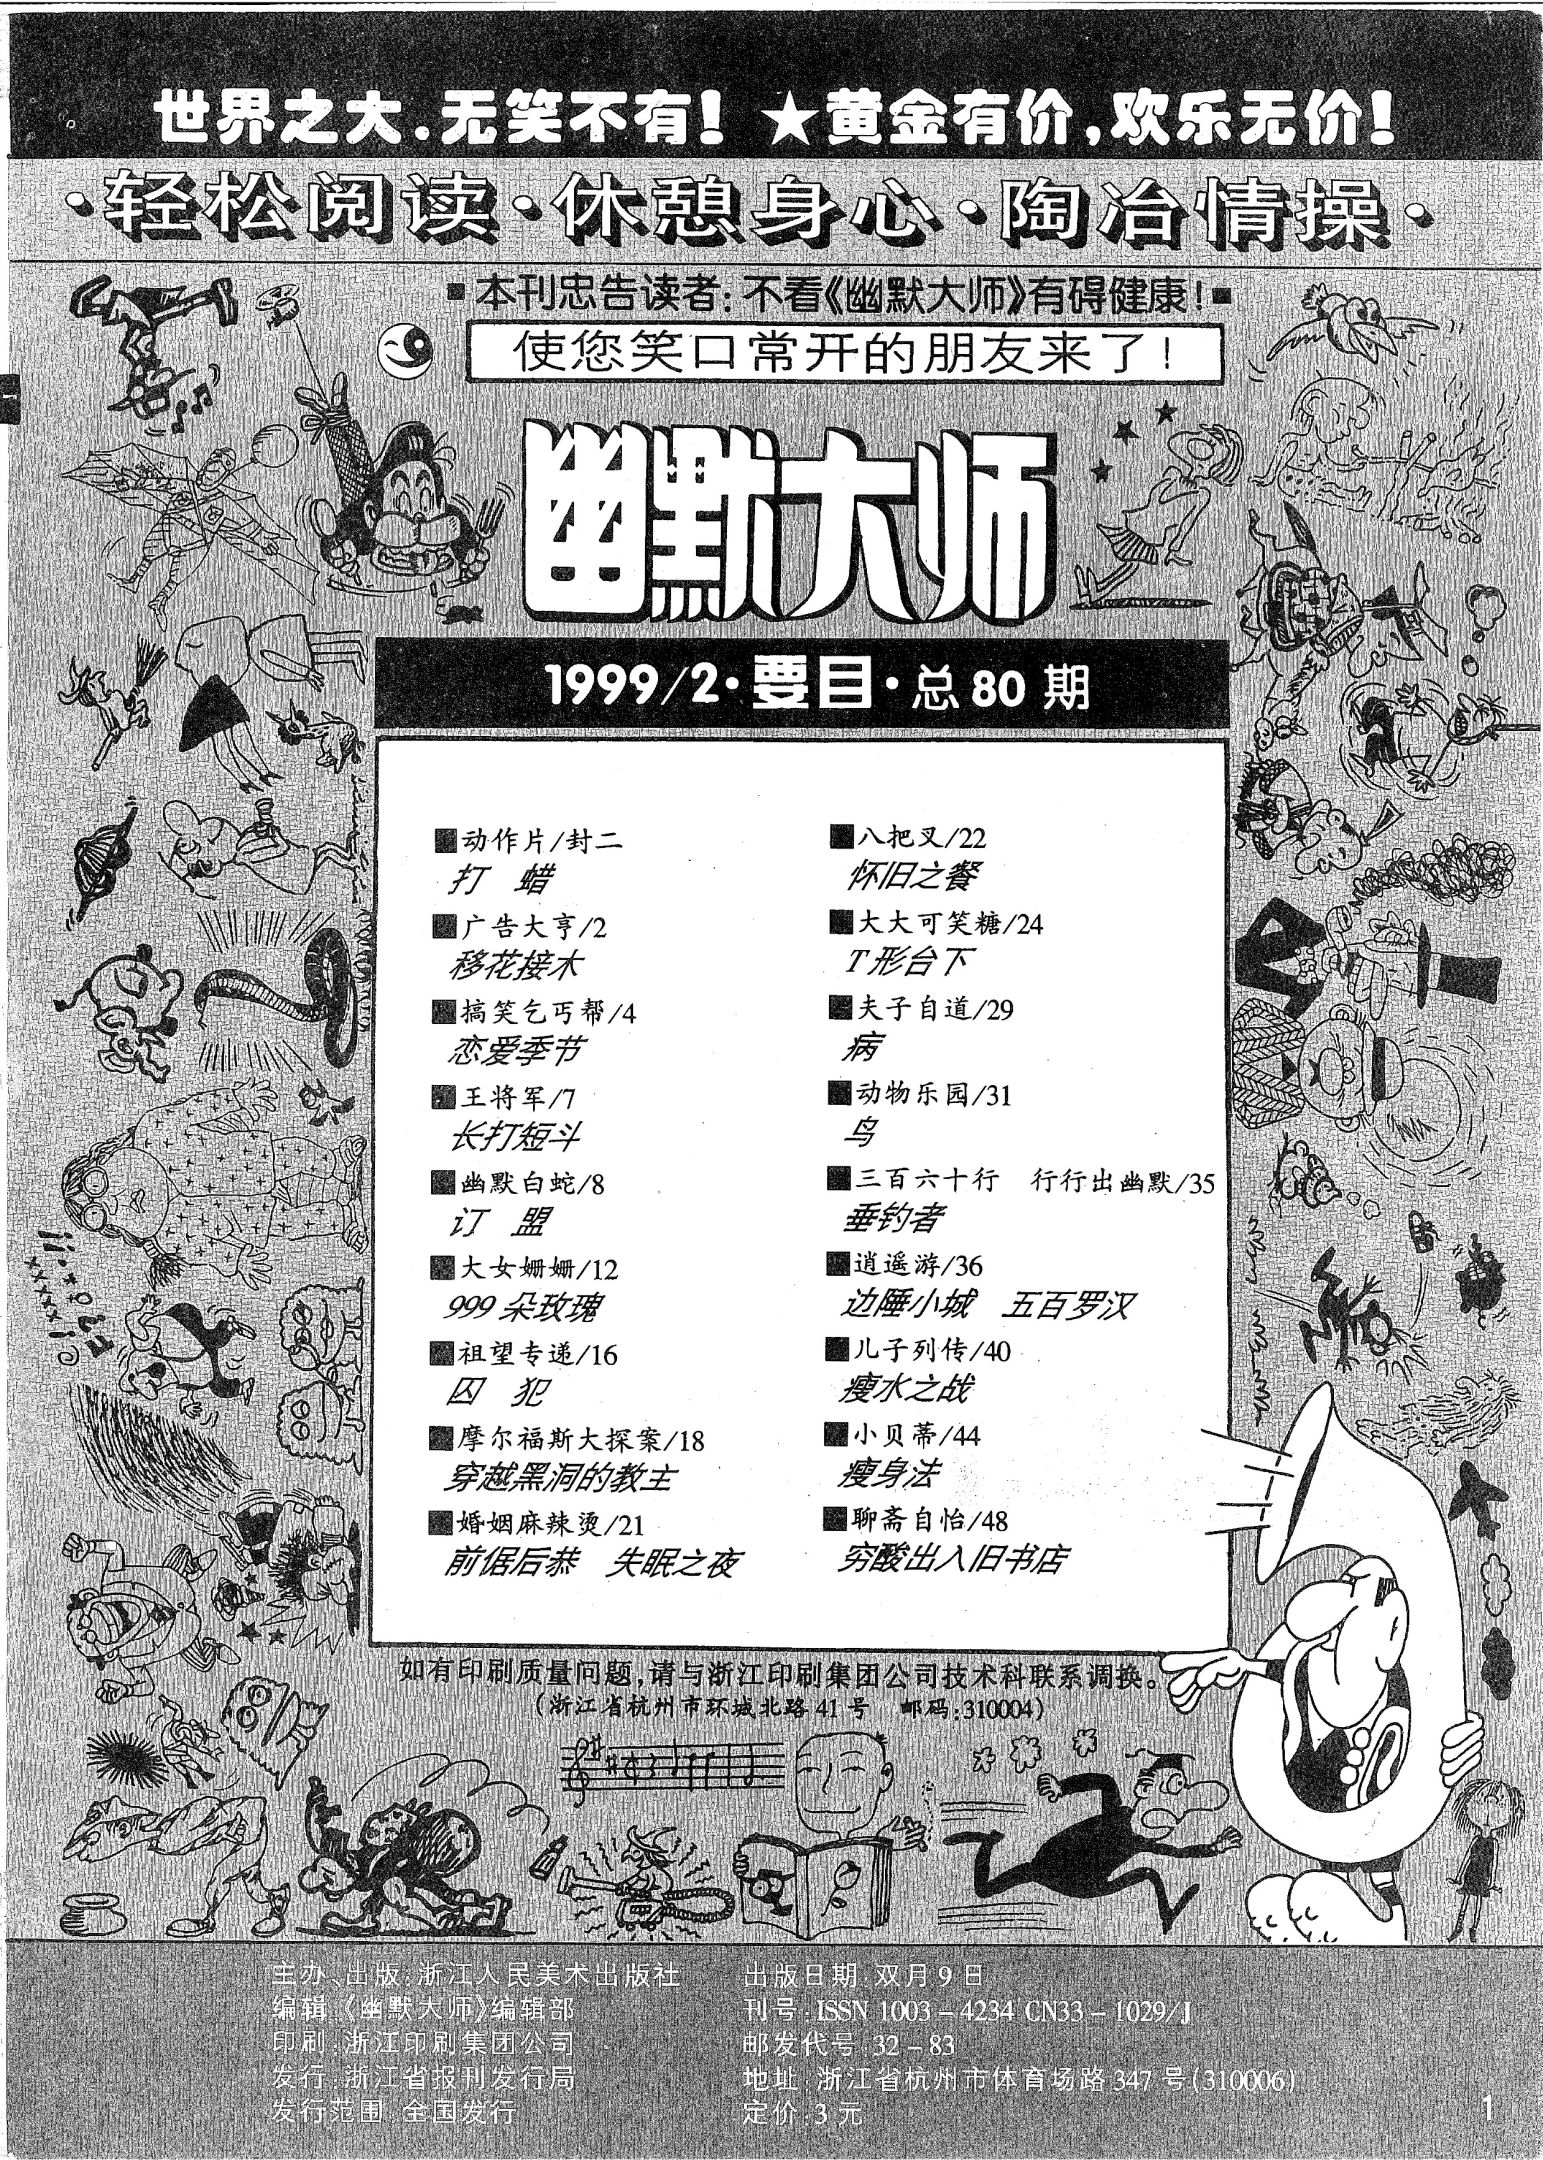 世界之大.无笑不有! ★黄金有价,欢乐无价!
·轻松阅读·休憩身心·陶冶情操·
■本刊忠告读者:不看《幽默大师》有碍健康!■
使您笑口常开的朋友来了!
幽默大师
1999/2·要目·总80期
■动作片/封二
打 蜡
■广告大亨/2
移花接木
■搞笑乞丐帮/4
恋爱季节
■王将军/7
长打短斗
■幽默白蛇/8
订 盟
■大女姗姗/12
999朵玫瑰
■祖望专递/16
囚 犯
■摩尔福斯大探案/18
穿越黑洞的教主
■婚姻麻辣烫/21
前倨后恭 失眠之夜
■八把叉/22
怀旧之餐
■大大可笑糖/24
T形台下
■夫子自道/29
病
■动物乐园/31
鸟
■三百六十行 行行出幽默/35
垂钓者
■逍遥游/36
边陲小城 五百罗汉
■儿子列传/40
瘦水之战
■小贝蒂/44
瘦身法
■聊斋自怡/48
穷酸出入旧书店
如有印刷质量问题,请与浙江印刷集团公司技术科联系调换。
(浙江省杭州市环城北路41号 邮码:310004)
主办、出版:浙江人民美术出版社
编辑:《幽默大师》编辑部
印刷:浙江印刷集团公司
发行:浙江省报刊发行局
发行范围 全国发行
出版日期:双月9日
刊号:ISSN 1003-4234 CN33-1029/J
邮发代号:32-83
地址:浙江省杭州市体育场路347号(310006)
定价:3元
1